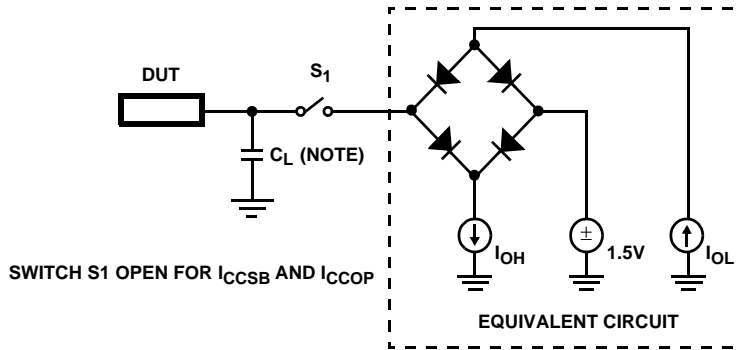 DUT
S1
CL (NOTE)
±
IOH
1.5V
IOL
SWITCH S1 OPEN FOR ICCSB AND ICCOP
EQUIVALENT CIRCUIT